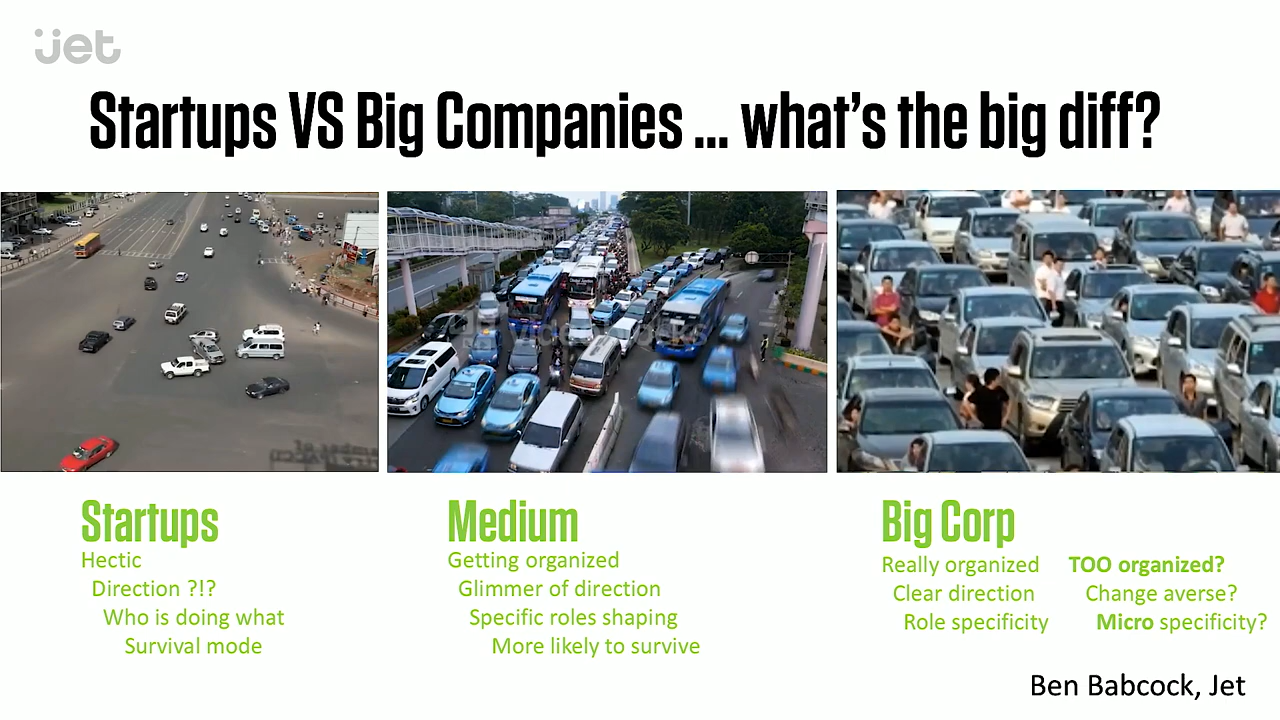 jet
Startups VS Big Companies ... what's the big diff?
Startups
Hectic
Direction ?!?
Who is doing what
Survival mode
Medium
Getting organized
Glimmer of direction
Specific roles shaping
More likely to survive
Big Corp
Really organized
Clear direction
Role specificity
TOO organized?
Change averse?
Micro specificity?
Ben Babcock, Jet